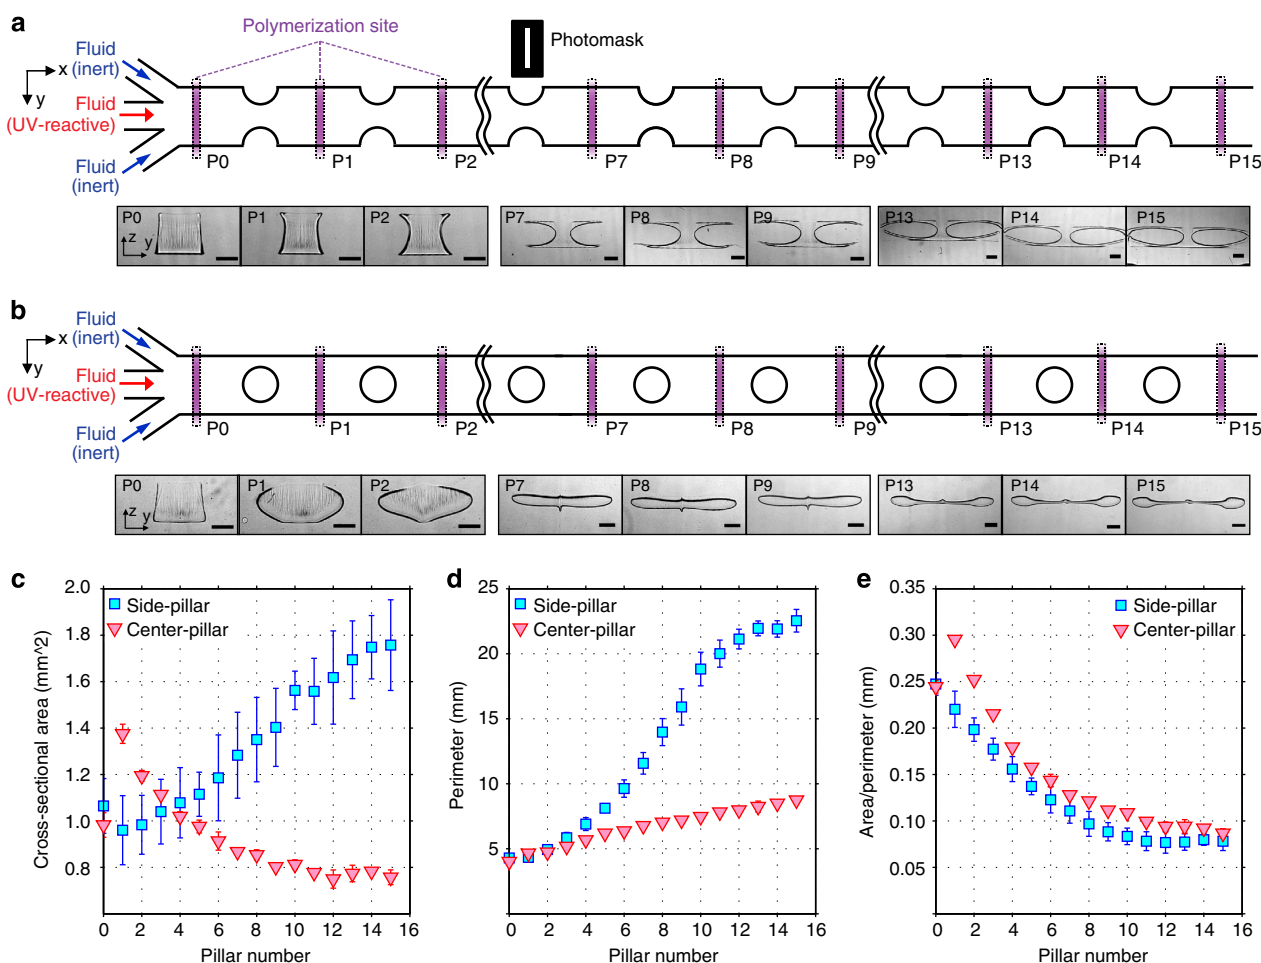 a
Polymerization site
Photomask
Fluid
(inert)
x
y
Fluid
(UV-reactive)
Fluid
(inert)
P0
P1
P2
P7
P8
P9
P13
P14
P15
P0
z
y
P1
P2
P7
P8
P9
P13
P14
P15
b
Fluid
(inert)
x
y
Fluid
(UV-reactive)
Fluid
(inert)
P0
P1
P2
P7
P8
P9
P13
P14
P15
P0
z
y
P1
P2
P7
P8
P9
P13
P14
P15
c
2.0
1.8
1.6
1.4
1.2
1.0
0.8
Cross-sectional area (mm^2)
Side-pillar
Center-pillar
0 2 4 6 8 10 12 14 16
Pillar number
d
25
20
15
10
5
Perimeter (mm)
Side-pillar
Center-pillar
0 2 4 6 8 10 12 14 16
Pillar number
e
0.35
0.30
0.25
0.20
0.15
0.10
0.05
Area/perimeter (mm)
Side-pillar
Center-pillar
0 2 4 6 8 10 12 14 16
Pillar number